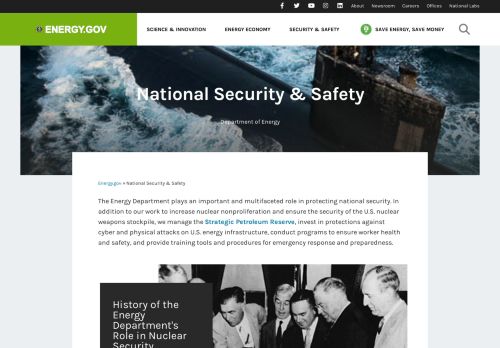 About Newsroom Careers Offices National Labs
ENERGY.GOV SCIENCE & INNOVATION ENERGY ECONOMY SECURITY & SAFETY SAVE ENERGY, SAVE MONEY
National Security & Safety
Department of Energy
Energy.gov » National Security & Safety
The Energy Department plays an important and multifaceted role in protecting national security. In
addition to our work to increase nuclear nonproliferation and ensure the security of the U.S. nuclear
weapons stockpile, we manage the Strategic Petroleum Reserve, invest in protections against
cyber and physical attacks on U.S. energy infrastructure, conduct programs to ensure worker health
and safety, and provide training tools and procedures for emergency response and preparedness.
History of the
Energy
Department's
Role in Nuclear
Security